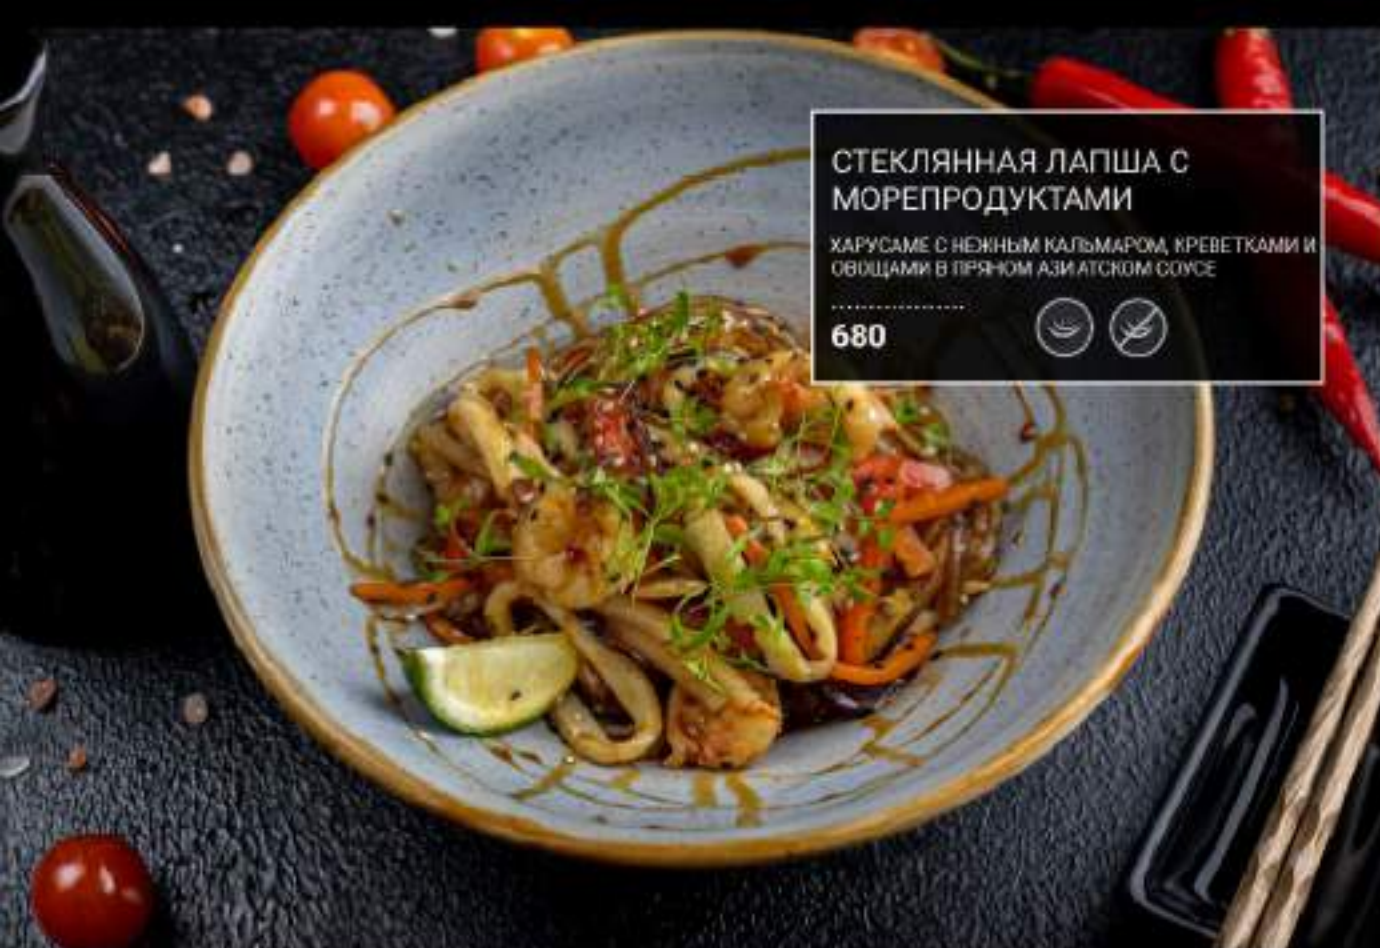 СТЕКЛЯННАЯ ЛАПША С
МОРЕПРОДУКТАМИ
ХАРУСАМЕ С НЕЖНЫМ КАЛЬМАРОМ, КРЕВЕТКАМИ И
ОВОЩАМИ В ПРЯНОМ АЗИАТСКОМ СОУСЕ
680